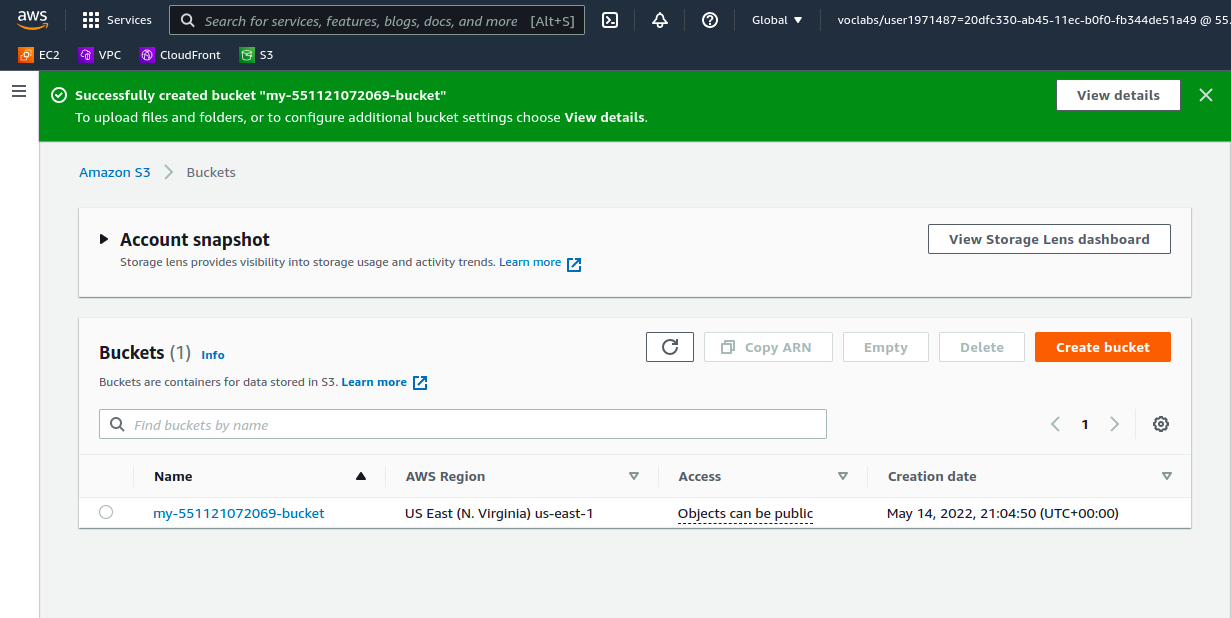 aws
Services
Search for services, features, blogs, docs, and more [Alt+S]
Global
voclabs/user1971487=20dfc330-ab45-11ec-b0f0-fb344de51a49 @ 55
EC2
VPC
CloudFront
S3
Successfully created bucket "my-551121072069-bucket"
To upload files and folders, or to configure additional bucket settings choose View details.
View details
Amazon S3
Buckets
Account snapshot
Storage lens provides visibility into storage usage and activity trends. Learn more
View Storage Lens dashboard
Buckets (1) Info
Buckets are containers for data stored in S3. Learn more
Copy ARN
Empty
Delete
Create bucket
Find buckets by name
1
Name
AWS Region
Access
Creation date
my-551121072069-bucket
US East (N. Virginia) us-east-1
Objects can be public
May 14, 2022, 21:04:50 (UTC+00:00)